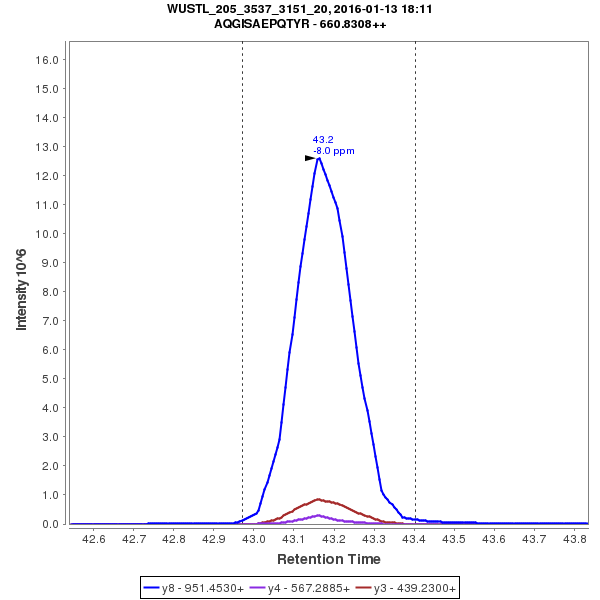 WUSTL_205_3537_3151_20, 2016-01-13 18:11
AQGISAEPQTYR - 660.8308++
43.2
-8.0 ppm
Intensity 10^6
16.0
15.0
14.0
13.0
12.0
11.0
10.0
9.0
8.0
7.0
6.0
5.0
4.0
3.0
2.0
1.0
0.0
42.6 42.7 42.8 42.9 43.0 43.1 43.2 43.3 43.4 43.5 43.6 43.7 43.8
Retention Time
y8 - 951.4530+ y4 - 567.2885+ y3 - 439.2300+